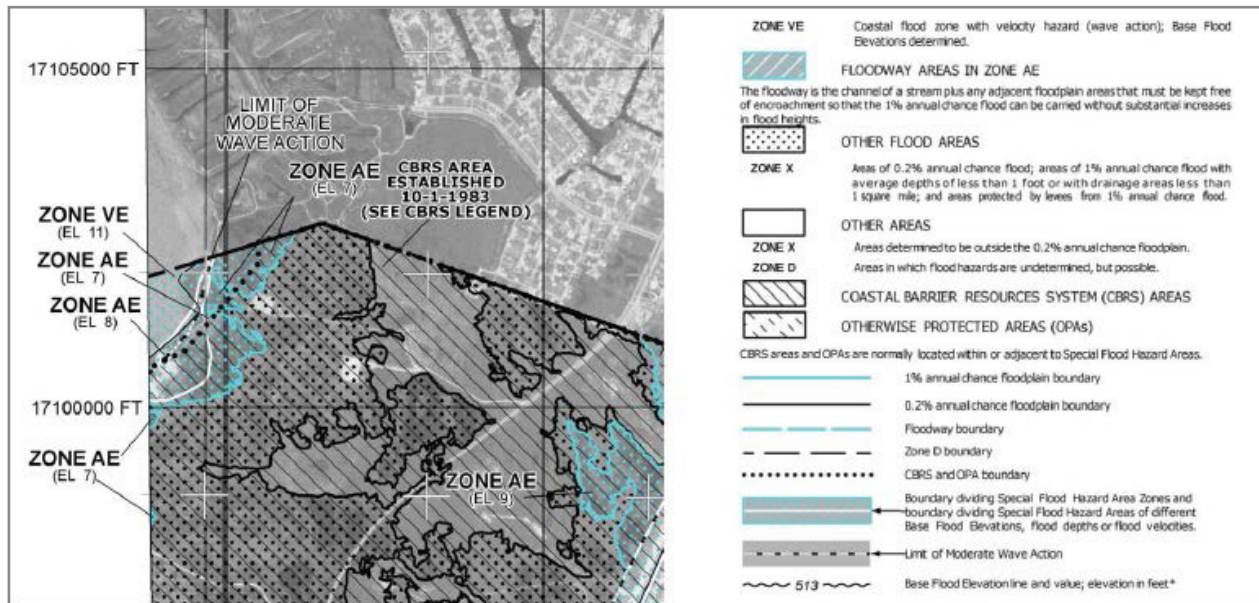 17105000 FT
LIMIT OF
MODERATE
WAVE ACTION
ZONE AE
(EL 7)
CBRS AREA
ESTABLISHED
10-1-1983
(SEE CBRS LEGEND)
ZONE VE
(EL 11)
ZONE AE
(EL 7)
ZONE AE
(EL 8)
17100000 FT
ZONE AE
(EL 7)
ZONE AE
(EL 9)
ZONE VE Coastal flood zone with velocity hazard (wave action); Base Flood
Elevations determined.
FLOODWAY AREAS IN ZONE AE
The floodway is the channel of a stream plus any adjacent floodplain areas that must be kept free
of encroachment so that the 1% annual chance flood can be carried without substantial increases
in flood heights.
OTHER FLOOD AREAS
ZONE X Areas of 0.2% annual chance flood; areas of 1% annual chance flood with
average depths of less than 1 foot or with drainage areas less than
1 square mile; and areas protected by levees from 1% annual chance flood.
OTHER AREAS
ZONE X Areas determined to be outside the 0.2% annual chance floodplain.
ZONE D Areas in which flood hazards are undetermined, but possible.
COASTAL BARRIER RESOURCES SYSTEM (CBRS) AREAS
OTHERWISE PROTECTED AREAS (OPAs)
CBRS areas and OPAs are normally located within or adjacent to Special Flood Hazard Areas.
1% annual chance floodplain boundary
0.2% annual chance floodplain boundary
Floodway boundary
Zone D boundary
CBRS and OPA boundary
Boundary dividing Special Flood Hazard Area Zones and
boundary dividing Special Flood Hazard Areas of different
Base Flood Elevations, flood depths or flood velocities.
Limit of Moderate Wave Action
513 Base Flood Elevation line and value; elevation in feet*